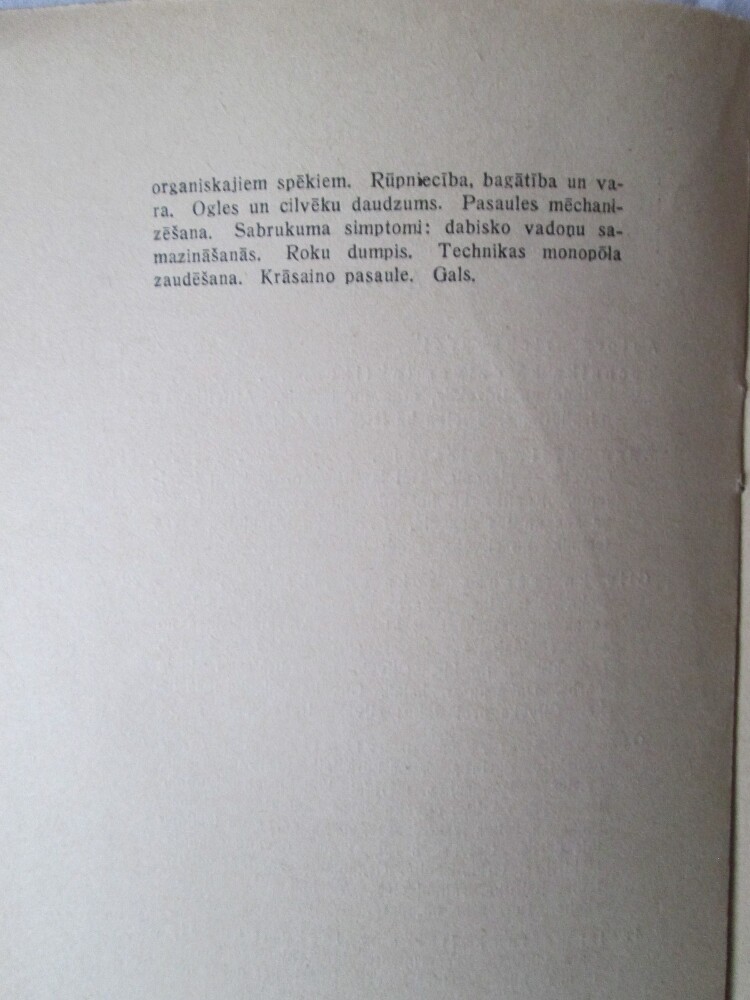 organiskajiem spēkiem. Rūpniecība, bagātība un va-
ra. Ogles un cilvēku daudzums. Pasaules mēchani-
zēšana. Sabrukuma simptomi: dabisko vadoņu sa-
mazināšanās. Roku dumpis. Technikas monopōla
zaudēšana. Krāsaino pasaule. Gals.